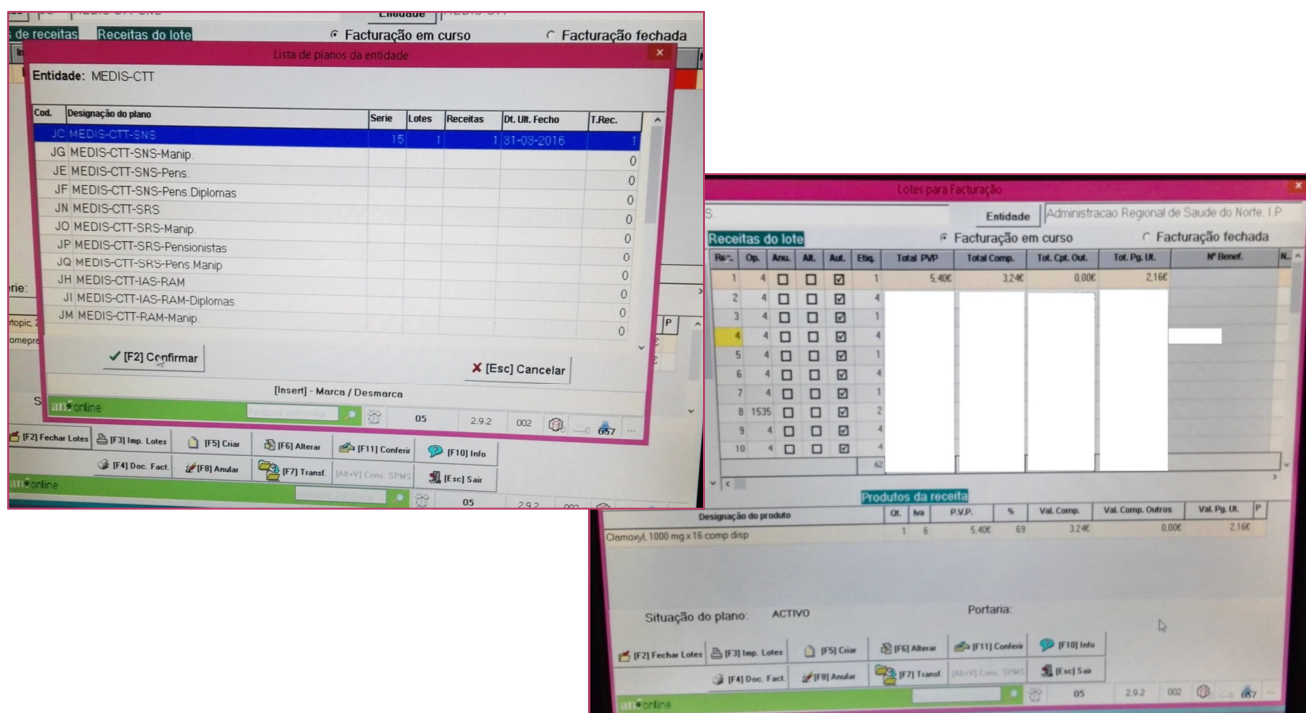 Entidade
de receitas Receitas do lote Facturação em curso Facturação fechada
Lista de planos da entidade
Entidade: MEDIS-CTT
Cod. Designação do plano Serie Lotes Receitas Dt. Ult. Fecho T.Rec.
JC MEDIS-CTT-SNS 15 1 1 31-03-2016 1
JG MEDIS-CTT-SNS-Manip. 0
JE MEDIS-CTT-SNS-Pens. 0
JF MEDIS-CTT-SNS-Pens.Diplomas 0
JN MEDIS-CTT-SRS 0
JO MEDIS-CTT-SRS-Manip. 0
JP MEDIS-CTT-SRS-Pensionistas 0
JQ MEDIS-CTT-SRS-Pens.Manip 0
JH MEDIS-CTT-IAS-RAM 0
JI MEDIS-CTT-IAS-RAM-Diplomas 0
JM MEDIS-CTT-RAM-Manip. 0
P
[F2] Confirmar [Esc] Cancelar
[Insert] - Marca / Desmarca
online 05 2.9.2 002 657
[F2] Fechar Lotes [F3] Imp. Lotes [F5] Criar [F6] Alterar [F11] Conferir [F10] Info
[F4] Doc. Fact. [F8] Anular [F7] Transf. [Alt+V] Cons. SPMS [Esc] Sair
online 05 2.9.2 002
Lotes para Facturação
Entidade Administracao Regional de Saude do Norte, I.P
Receitas do lote Facturação em curso Facturação fechada
Op. Anu. Alt. Aut. Etiq. Total PVP Total Comp. Tot. Cpt. Out. Tot. Pg. Ut. Nº Benef. N..
1 4 1 5,40€ 3,24€ 0,00€ 2,16€
2 4 4
3 4 1
4 4 4
5 4 1
6 4 4
7 4 1
8 1535 2
9 4 4
10 4 4
62
Produtos da receita
Designação do produto Qt. Iva P.V.P. % Val. Comp. Val. Comp. Outros Val. Pg. Ut. P
Clamoxyl, 1000 mg x 16 comp disp 1 6 5,40€ 69 3,24€ 0,00€ 2,16€
Situação do plano: ACTIVO Portaria:
[F2] Fechar Lotes [F3] Imp. Lotes [F5] Criar [F6] Alterar [F11] Conferir [F10] Info
[F4] Doc. Fact. [F8] Anular [F7] Transf. [Alt+V] Cons. SPMS [Esc] Sair
online 05 2.9.2 002 657